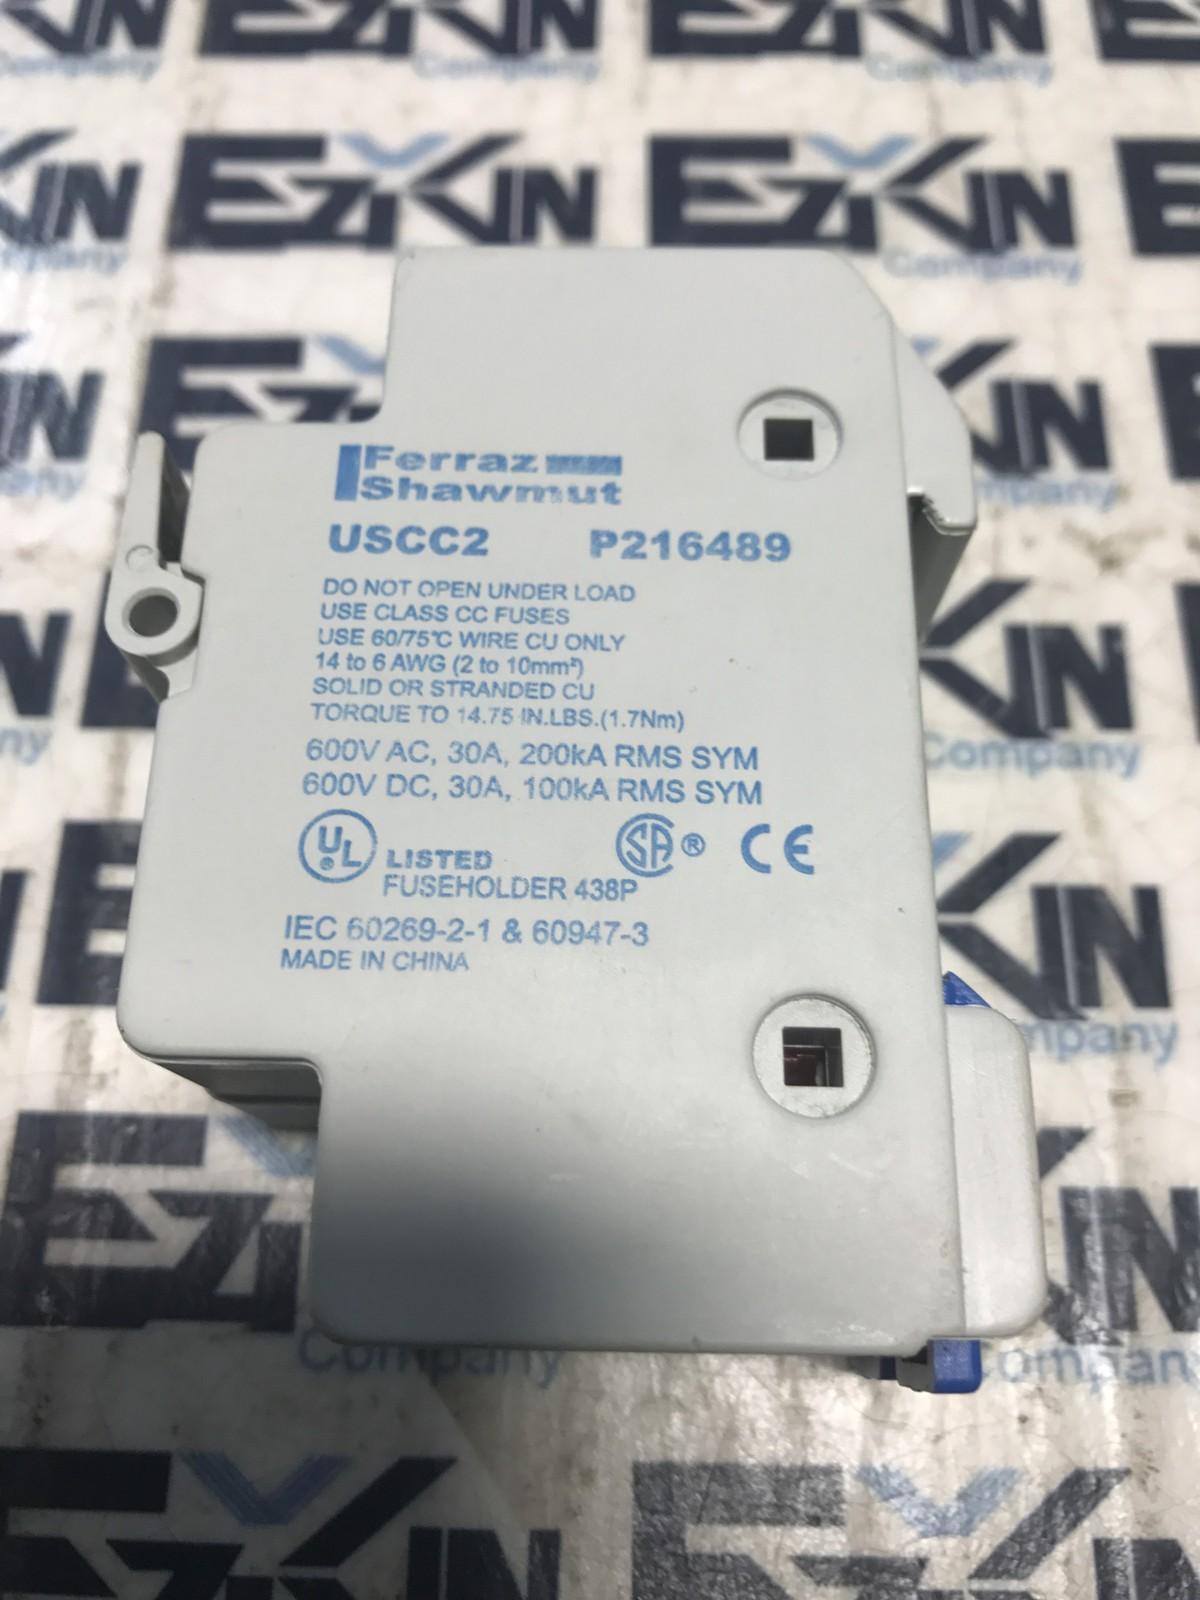 EZKIN
Company
Ferraz
Shawmut
USCC2 P216489
DO NOT OPEN UNDER LOAD
USE CLASS CC FUSES
USE 60/75°C WIRE CU ONLY
14 to 6 AWG (2 to 10mm²)
SOLID OR STRANDED CU
TORQUE TO 14.75 IN.LBS.(1.7Nm)
600V AC, 30A, 200kA RMS SYM
600V DC, 30A, 100kA RMS SYM
UL LISTED SA ® CE
FUSEHOLDER 438P
IEC 60269-2-1 & 60947-3
MADE IN CHINA